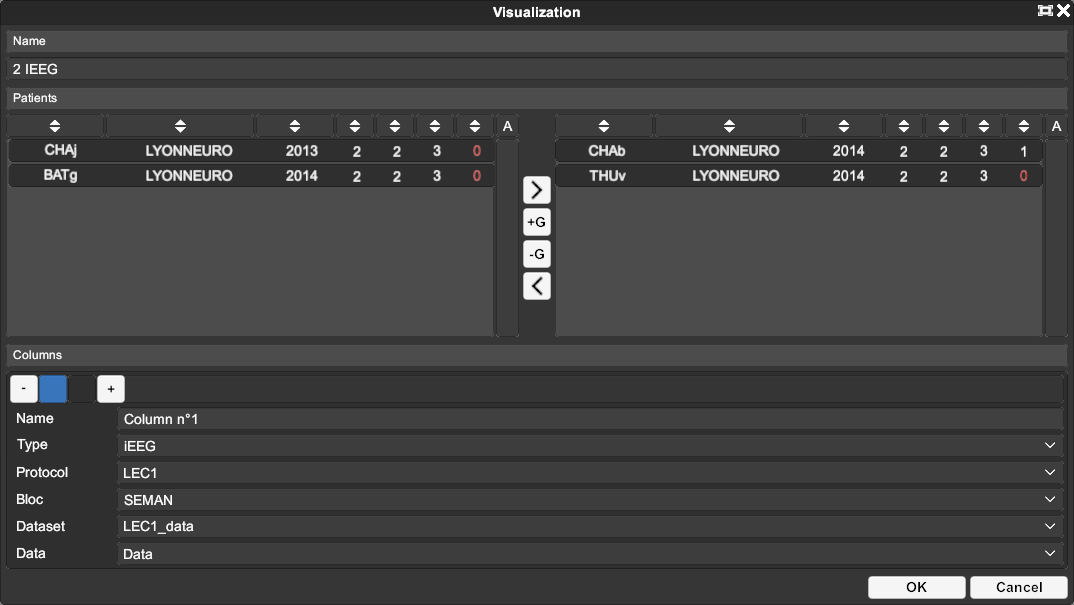 Visualization
Name
2 IEEG
Patients
A A
CHAj LYONNEURO 2013 2 2 3 0 CHAb LYONNEURO 2014 2 2 3 1
BATg LYONNEURO 2014 2 2 3 0 THUv LYONNEURO 2014 2 2 3 0
>
+G
-G
<
Columns
- +
Name Column n°1
Type iEEG
Protocol LEC1
Bloc SEMAN
Dataset LEC1_data
Data Data
OK Cancel